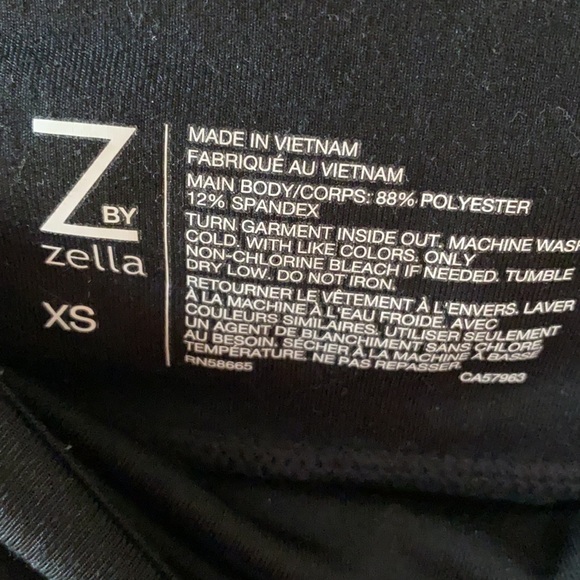 Z BY
zella
XS
MADE IN VIETNAM
FABRIQUÉ AU VIETNAM
MAIN BODY/CORPS: 88% POLYESTER
12% SPANDEX
TURN GARMENT INSIDE OUT. MACHINE WASH
COLD. WITH LIKE COLORS. ONLY
NON-CHLORINE BLEACH IF NEEDED. TUMBLE
DRY LOW. DO NOT IRON.
RETOURNER LE VÊTEMENT À L'ENVERS. LAVER
À LA MACHINE À L'EAU FROIDE. AVEC
COULEURS SIMILAIRES. UTILISER SEULEMENT
UN AGENT DE BLANCHIMENT SANS CHLORE
AU BESOIN. SÉCHER À LA MACHINE À BASSE
TEMPÉRATURE. NE PAS REPASSER.
RN58665
CA57963